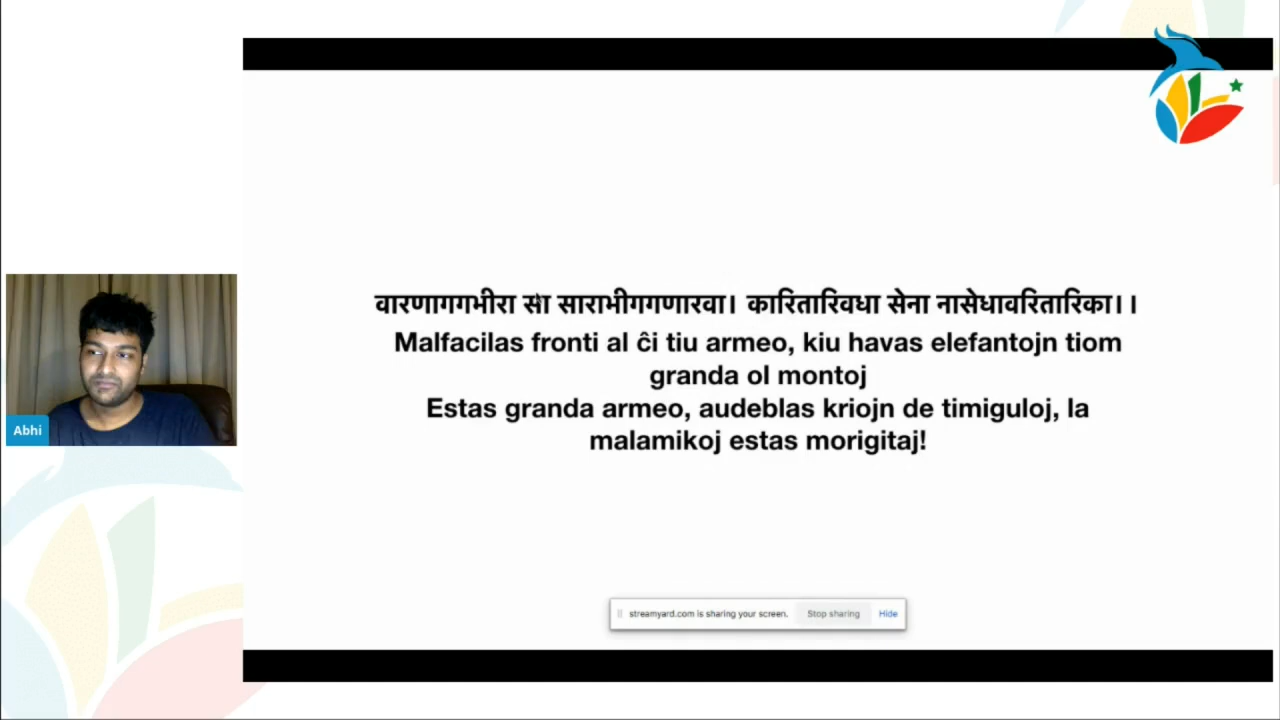 वारणागगभीरा सा साराभीगगणारवा। कारितारिवधा सेना नासेधावरितारिका।।
Malfacilas fronti al ĉi tiu armeo, kiu havas elefantojn tiom
granda ol montoj
Estas granda armeo, audeblas kriojn de timiguloj, la
malamikoj estas morigitaj!
Abhi
streamyard.com is sharing your screen. Stop sharing Hide